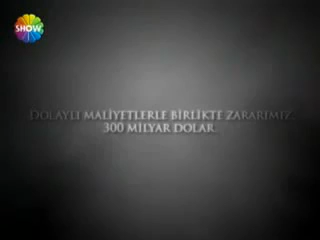 SHOW
DOLAYLI MALİYETLERLE BİRLİKTE ZARARIMIZ,
300 MİLYAR DOLAR.